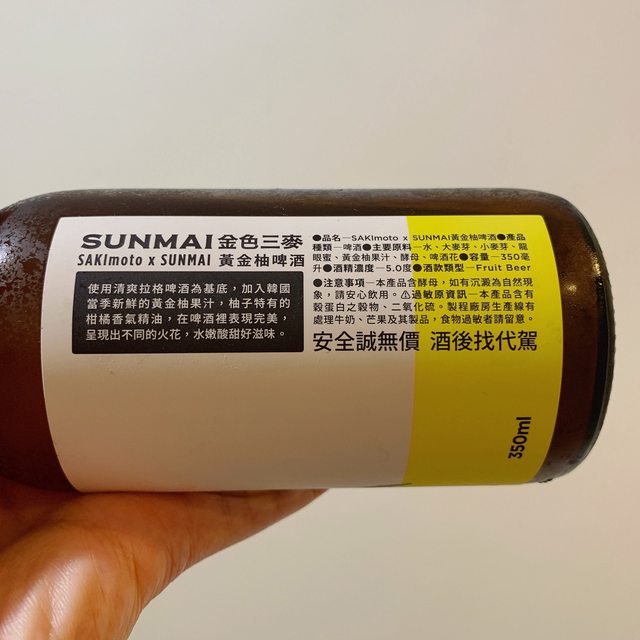 SUNMAI 金色三麥
SAKImoto x SUNMAI 黃金柚啤酒
使用清爽拉格啤酒為基底,加入韓國
當季新鮮的黃金柚果汁,柚子特有的
柑橘香氣精油,在啤酒裡表現完美,
呈現出不同的火花,水嫩酸甜好滋味。
●品名—SAKImoto x SUNMAI黃金柚啤酒●產品
種類—啤酒●主要原料—水、大麥芽、小麥芽、龍
眼蜜、黃金柚果汁、酵母、啤酒花●容量—350毫
升●酒精濃度—5.0度●酒款類型—Fruit Beer
●注意事項—本產品含酵母,如有沉澱為自然現
象,請安心飲用。⚠過敏原資訊—本產品含有
穀蛋白之穀物、二氧化硫。製程廠房生產線有
處理牛奶、芒果及其製品,食物過敏者請留意。
安全誠無價 酒後找代駕
350ml